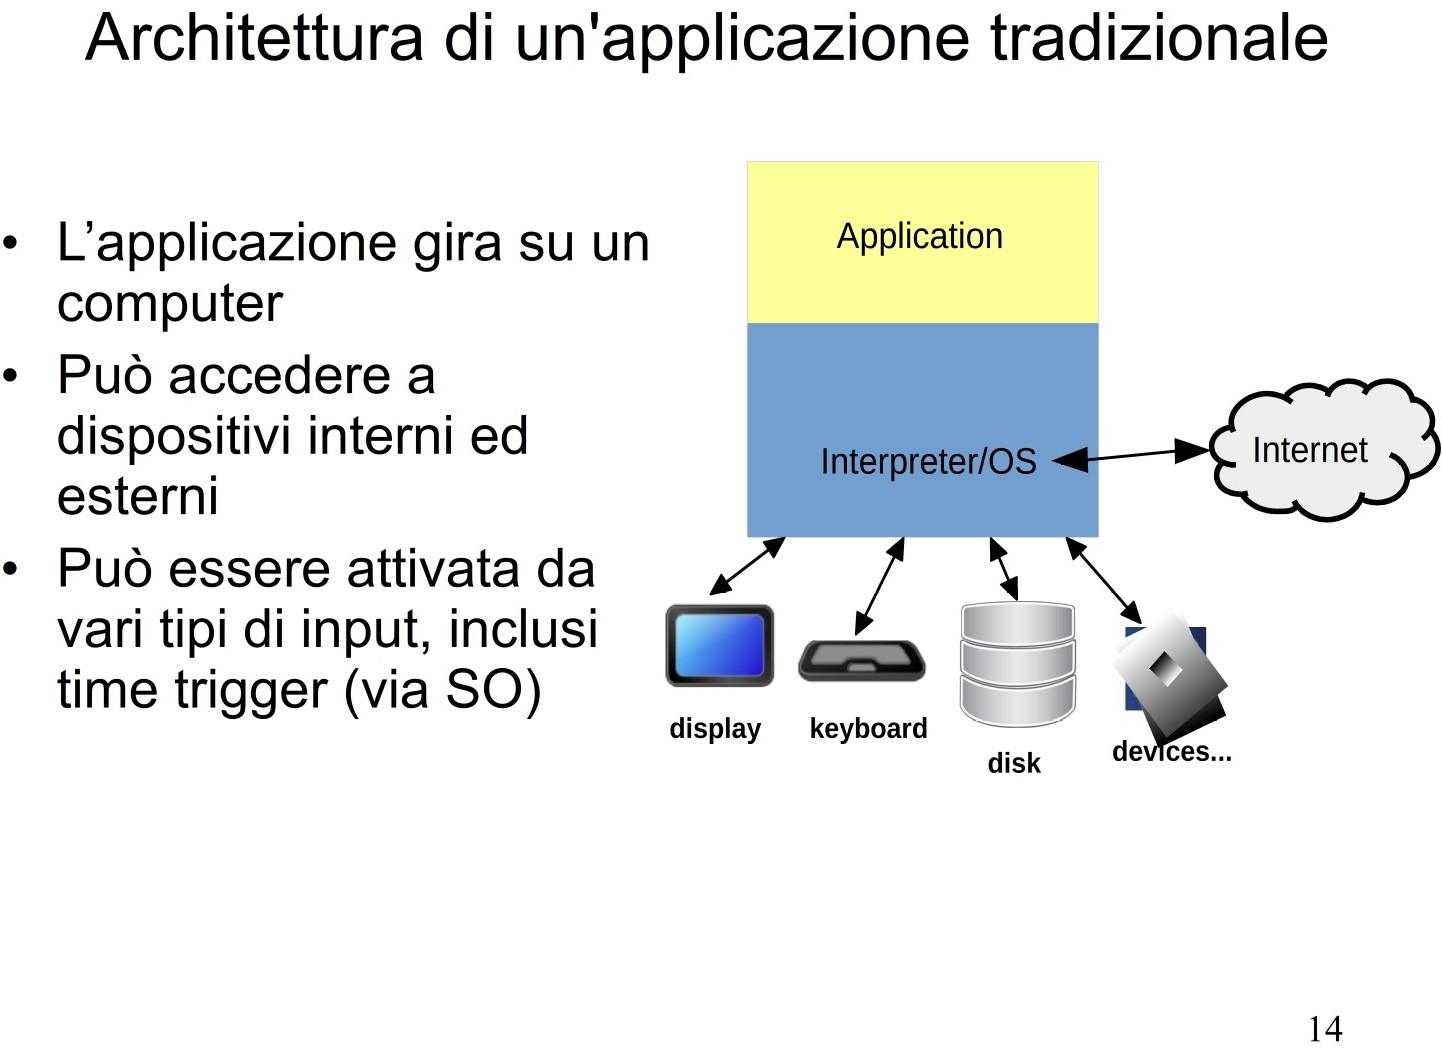 Architettura di un'applicazione tradizionale
• L’applicazione gira su un
computer
• Può accedere a
dispositivi interni ed
esterni
• Può essere attivata da
vari tipi di input, inclusi
time trigger (via SO)
Application
Interpreter/OS
Internet
display
keyboard
disk
devices...
14